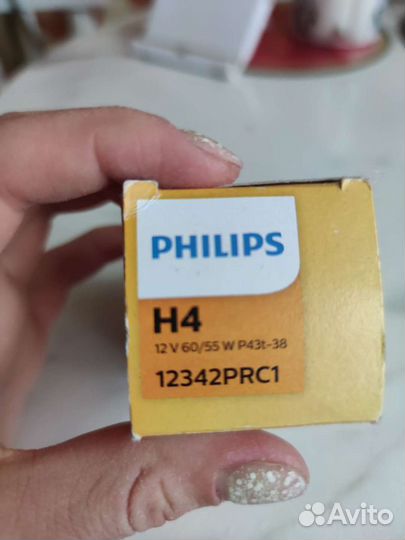 PHILIPS
H4
12 V 60/55 W P43t-38
12342PRC1
Avito